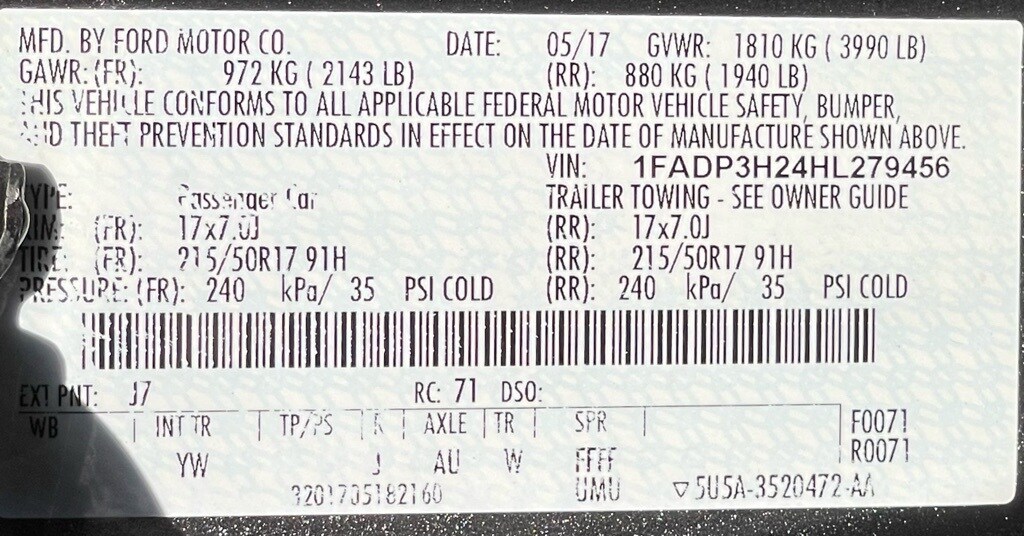 MFD. BY FORD MOTOR CO. DATE: 05/17 GVWR: 1810 KG ( 3990 LB)
GAWR: (FR): 972 KG ( 2143 LB) (RR): 880 KG ( 1940 LB)
THIS VEHICLE CONFORMS TO ALL APPLICABLE FEDERAL MOTOR VEHICLE SAFETY, BUMPER,
AND THEFT PREVENTION STANDARDS IN EFFECT ON THE DATE OF MANUFACTURE SHOWN ABOVE.
VIN: 1FADP3H24HL279456
TYPE: Passenger Car TRAILER TOWING - SEE OWNER GUIDE
RIM: (FR): 17x7.0J (RR): 17x7.0J
TIRE: (FR): 215/50R17 91H (RR): 215/50R17 91H
PRESSURE: (FR): 240 kPa/ 35 PSI COLD (RR): 240 kPa/ 35 PSI COLD
EXT PNT: J7 RC: 71 DSO:
WB INT TR TP/PS R AXLE TR SPR F0071
YW J AU W FFFF R0071
3201705182160 UMU 5U5A-3520472-AA